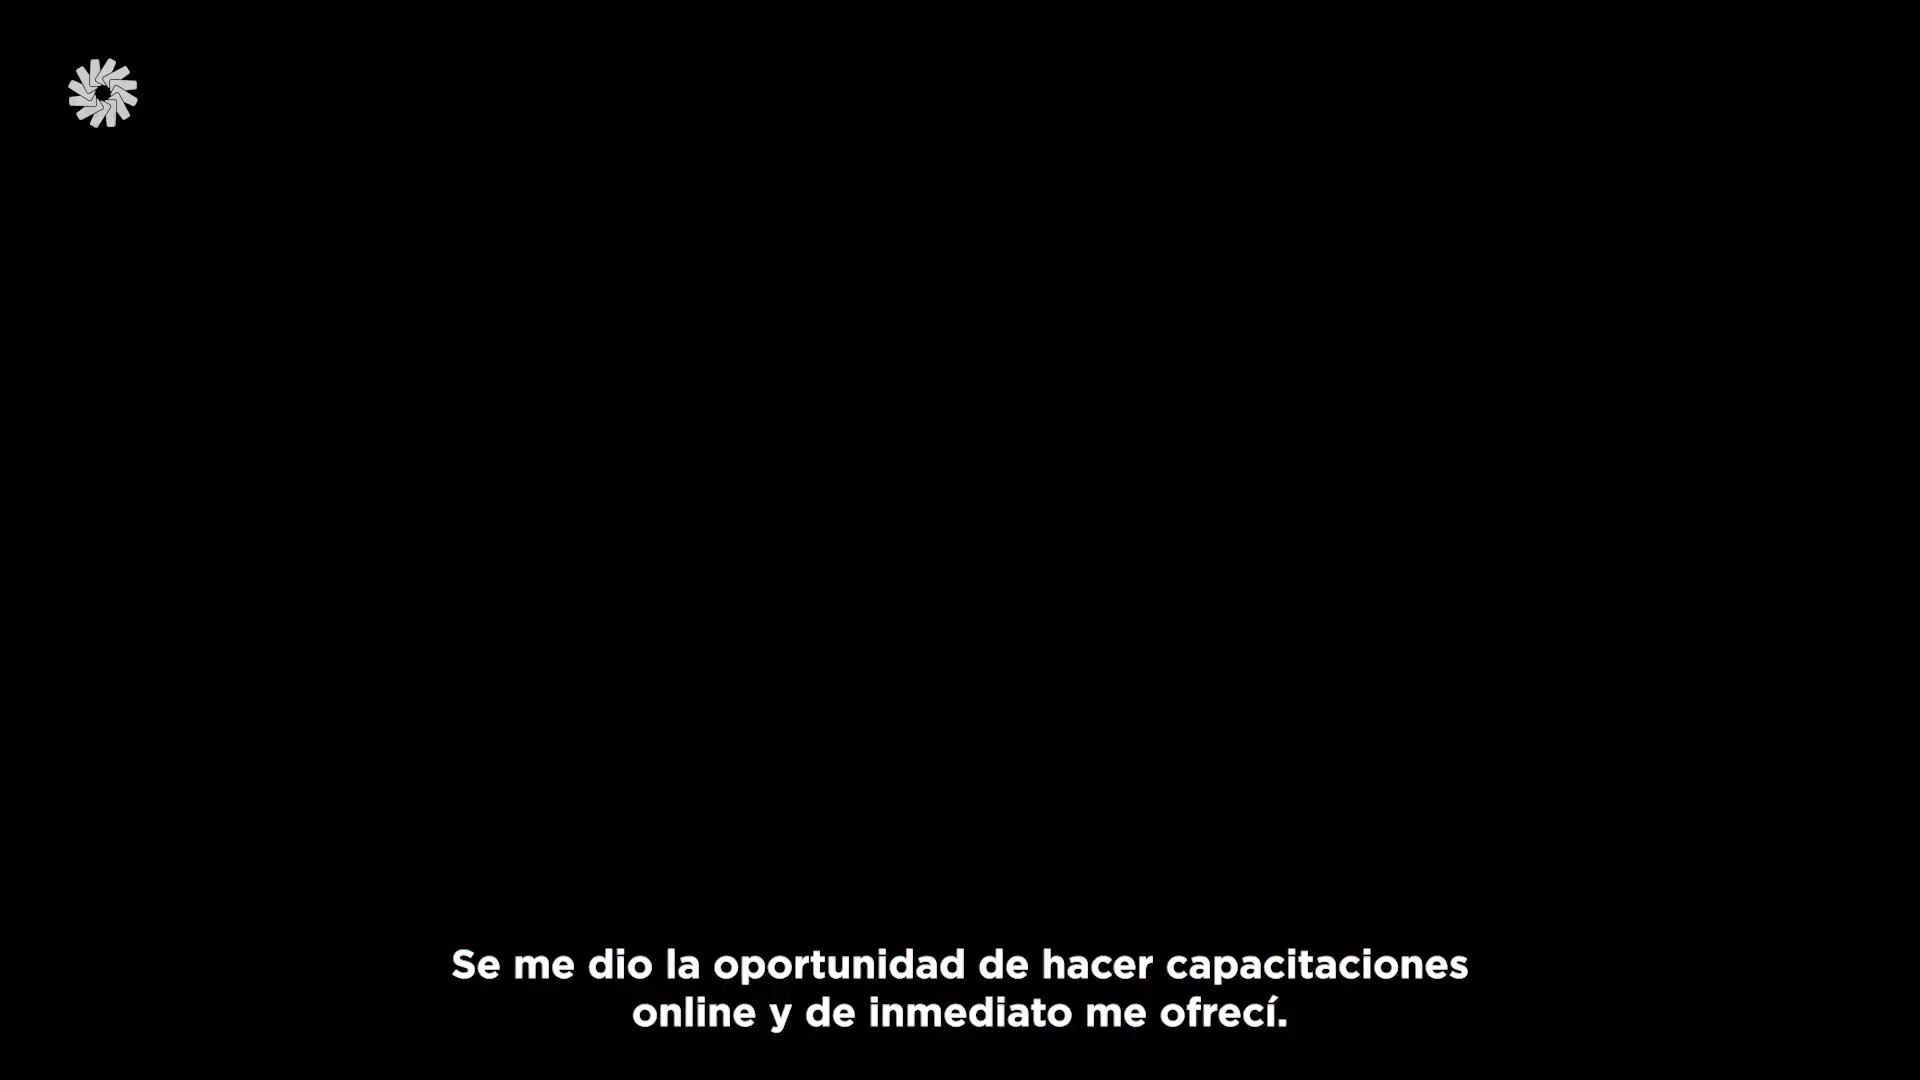 Se me dio la oportunidad de hacer capacitaciones
online y de inmediato me ofrecí.